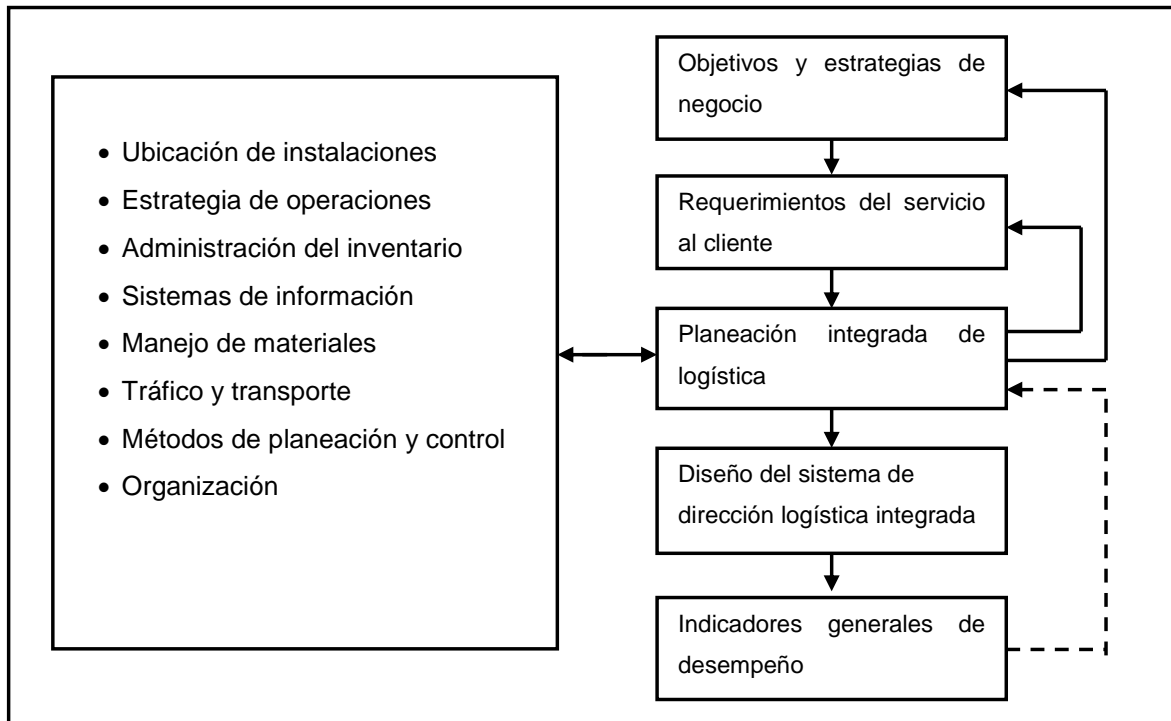 • Ubicación de instalaciones
• Estrategia de operaciones
• Administración del inventario
• Sistemas de información
• Manejo de materiales
• Tráfico y transporte
• Métodos de planeación y control
• Organización
Objetivos y estrategias de
negocio
Requerimientos del servicio
al cliente
Planeación integrada de
logística
Diseño del sistema de
dirección logística integrada
Indicadores generales de
desempeño